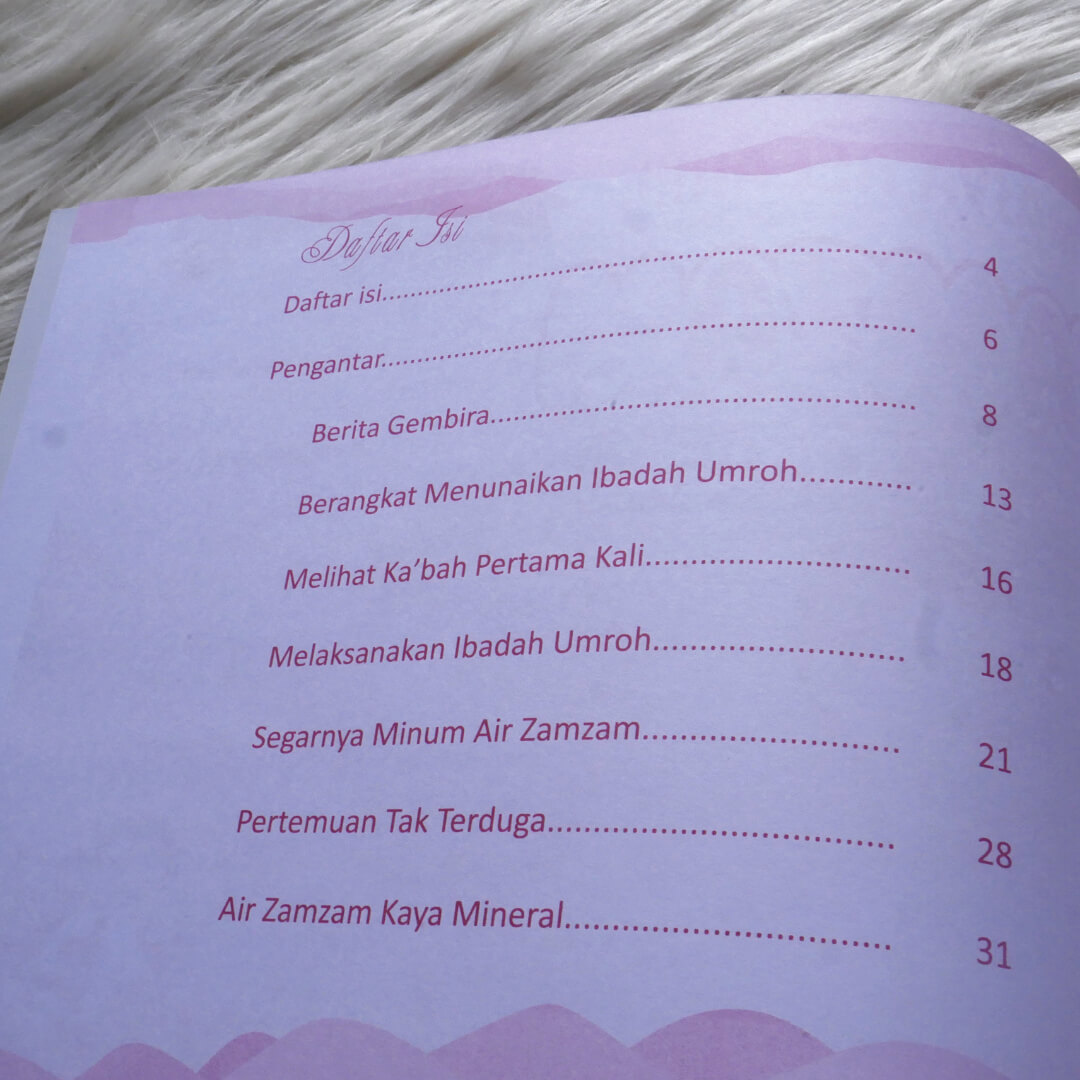 Daftar Isi
Daftar isi................................................................................ 4
Pengantar............................................................................ 6
Berita Gembira............................................................ 8
Berangkat Menunaikan Ibadah Umroh............ 13
Melihat Ka’bah Pertama Kali............................. 16
Melaksanakan Ibadah Umroh........................... 18
Segarnya Minum Air Zamzam........................... 21
Pertemuan Tak Terduga.................................... 28
Air Zamzam Kaya Mineral.................................. 31